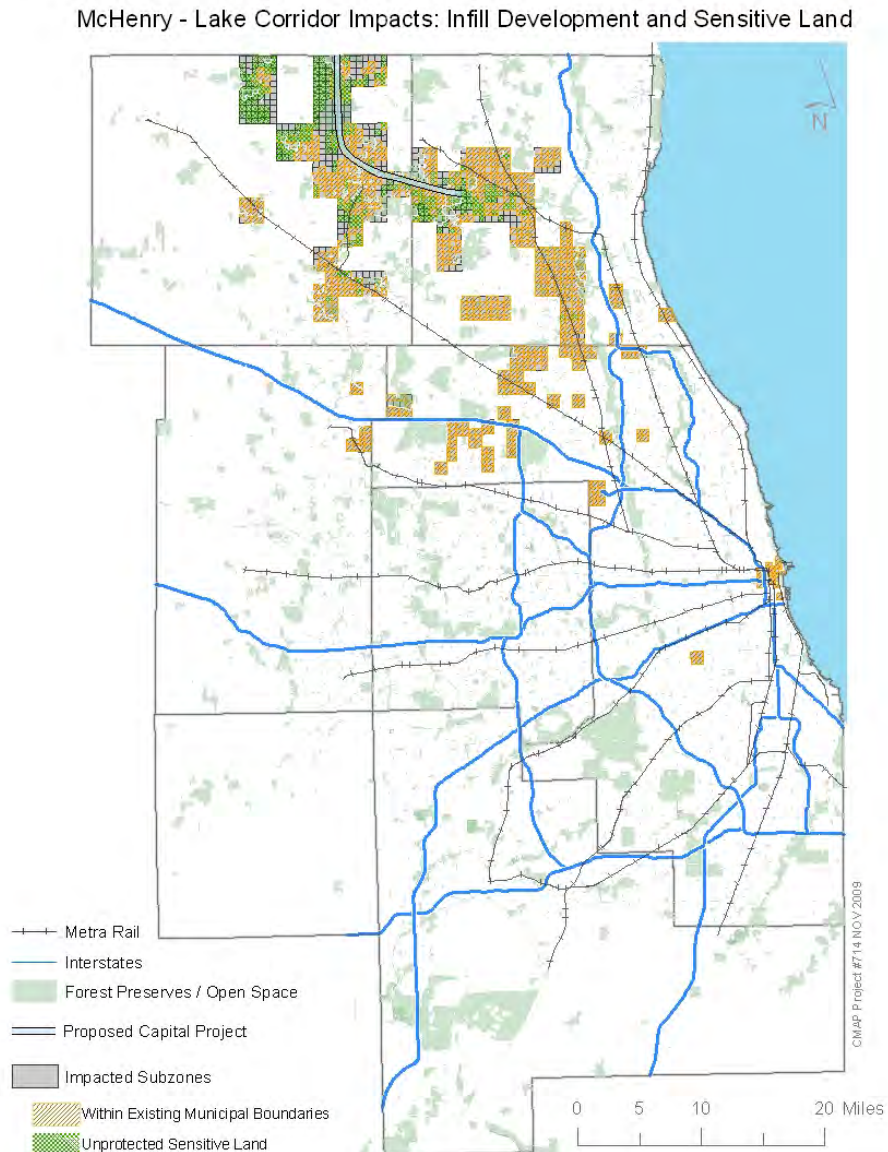 McHenry - Lake Corridor Impacts: Infill Development and Sensitive Land
N
Metra Rail
Interstates
Forest Preserves / Open Space
Proposed Capital Project
Impacted Subzones
Within Existing Municipal Boundaries
Unprotected Sensitive Land
0 5 10 20 Miles
CMAP Project #714 NOV 2009